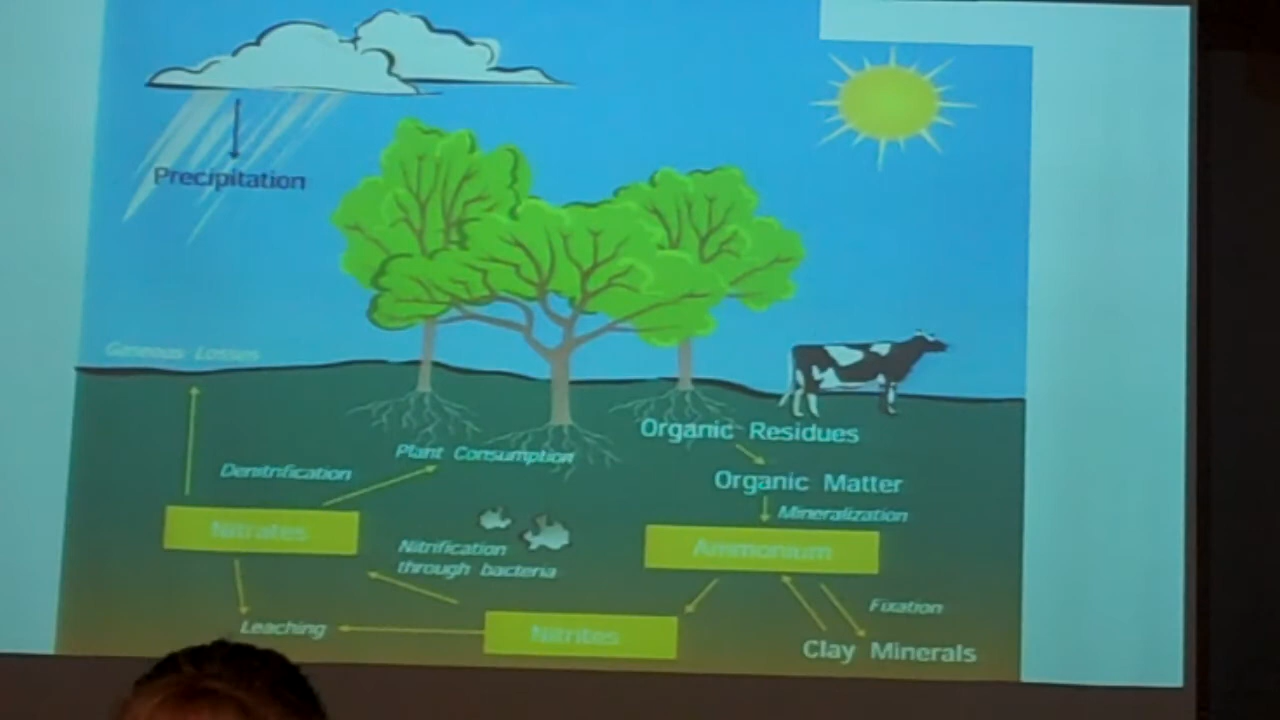 Precipitation
Gaseous Losses
Organic Residues
Plant Consumption
Denitrification
Organic Matter
Mineralization
Nitrates
Nitrification
through bacteria
Ammonium
Fixation
Leaching
Nitrites
Clay Minerals